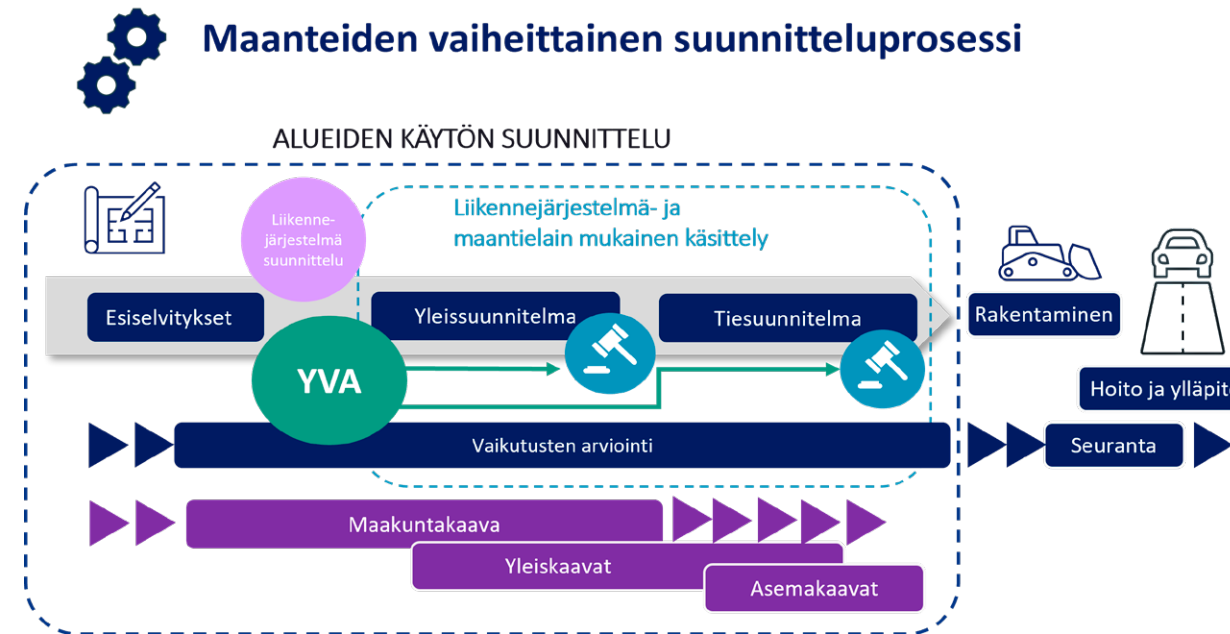 Maanteiden vaiheittainen suunnitteluprosessi
ALUEIDEN KÄYTÖN SUUNNITTELU
Liikenne-
järjestelmä
suunnittelu
Liikennejärjestelmä- ja
maantielain mukainen käsittely
Esiselvitykset
Yleissuunnitelma
Tiesuunnitelma
Rakentaminen
YVA
Hoito ja ylläpit
Vaikutusten arviointi
Seuranta
Maakuntakaava
Yleiskaavat
Asemakaavat